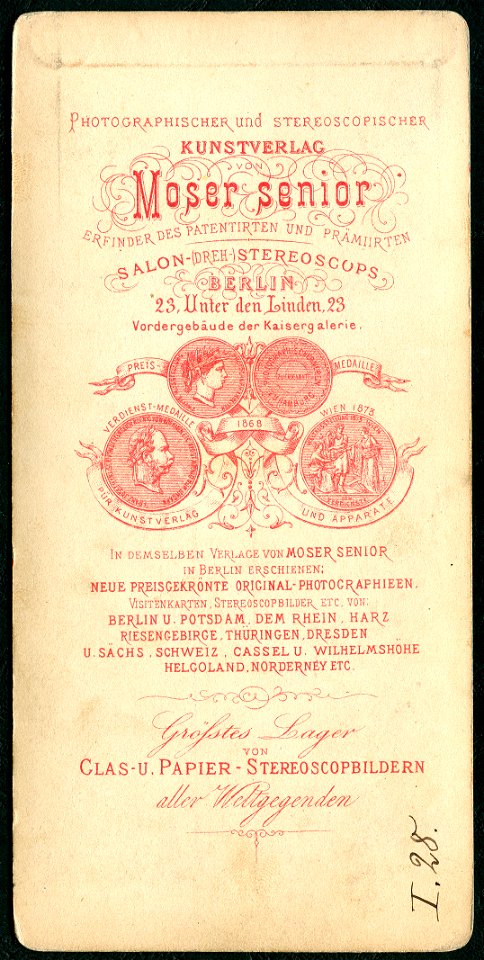 PHOTOGRAPHISCHER und STEREOSCOPISCHER
KUNSTVERLAG
VON
Moser senior
ERFINDER DES PATENTIRTEN UND PRÄMIIRTEN
SALON-(DREH-)STEREOSCOPS
BERLIN
23, Unter den Linden, 23
Vordergebäude der Kaisergalerie.
PREIS-
MEDAILLE
VERDIENST-MEDAILLE
1868
WIEN 1873
FÜR KUNSTVERLAG
UND APPARATE
IN DEMSELBEN VERLAGE VON MOSER SENIOR
IN BERLIN ERSCHIENEN:
NEUE PREISGEKRÖNTE ORIGINAL-PHOTOGRAPHIEEN.
VISITENKARTEN, STEREOSCOPBILDER ETC. VON:
BERLIN U. POTSDAM, DEM RHEIN, HARZ
RIESENGEBIRGE, THÜRINGEN, DRESDEN
U. SÄCHS. SCHWEIZ, CASSEL U. WILHELMSHÖHE
HELGOLAND, NORDERNEY ETC.
Größtes Lager
VON
GLAS- U. PAPIER-STEREOSCOPBILDERN
aller Weltgegenden
I. 28.